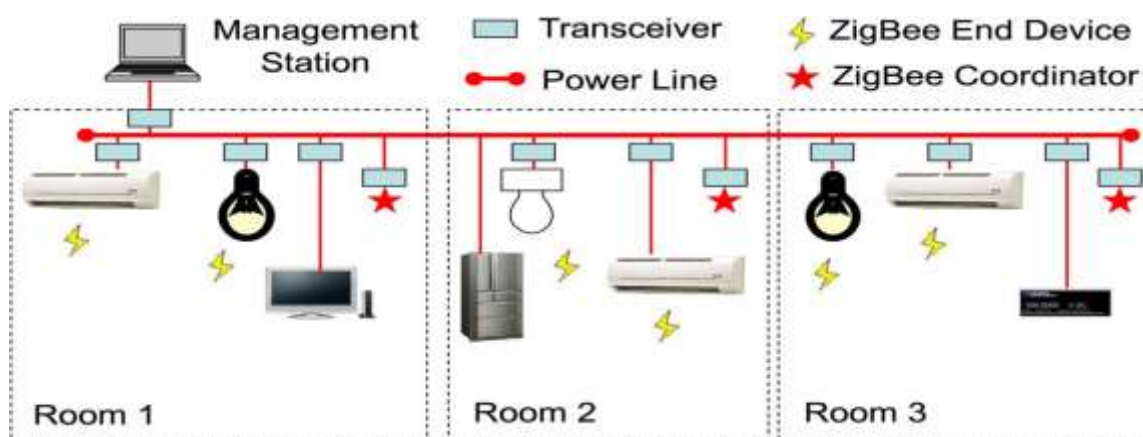 Management
Station
Transceiver
Power Line
ZigBee End Device
ZigBee Coordinator
Room 1
Room 2
Room 3